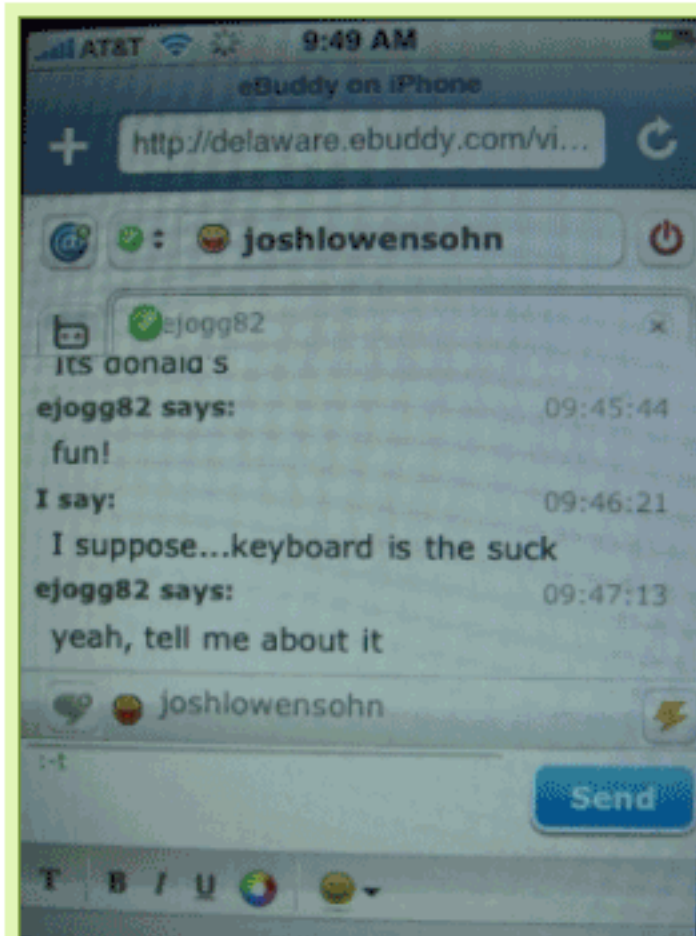 AT&T 9:49 AM
eBuddy on iPhone
http://delaware.ebuddy.com/vi...
joshlowensohn
ejogg82
its donald's
ejogg82 says: 09:45:44
fun!
I say: 09:46:21
I suppose...keyboard is the suck
ejogg82 says: 09:47:13
yeah, tell me about it
joshlowensohn
:-t
Send
T B I U